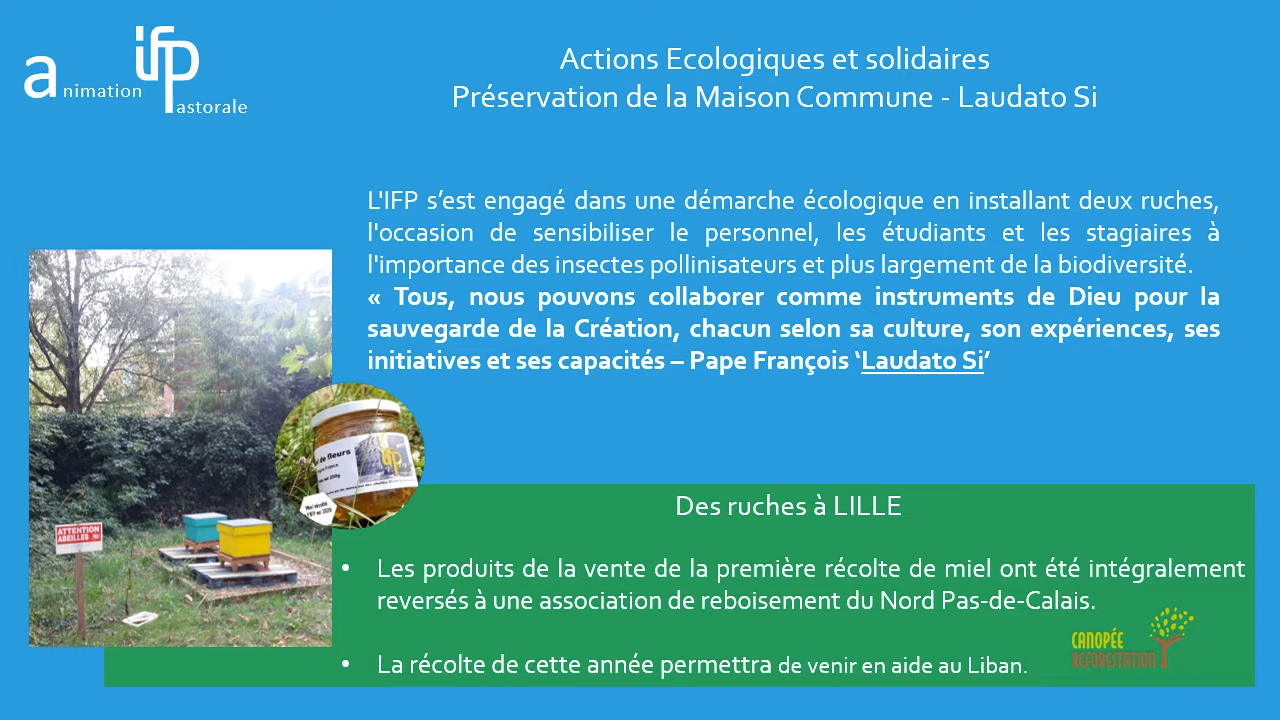 animation
ifp
Pastorale
Actions Ecologiques et solidaires
Préservation de la Maison Commune - Laudato Si
L'IFP s’est engagé dans une démarche écologique en installant deux ruches,
l'occasion de sensibiliser le personnel, les étudiants et les stagiaires à
l'importance des insectes pollinisateurs et plus largement de la biodiversité.
« Tous, nous pouvons collaborer comme instruments de Dieu pour la
sauvegarde de la Création, chacun selon sa culture, son expériences, ses
initiatives et ses capacités – Pape François ‘Laudato Si’
de fleurs
France
ifp
Miel récolté
ATTENTION
ABEILLES
Des ruches à LILLE
• Les produits de la vente de la première récolte de miel ont été intégralement
reversés à une association de reboisement du Nord Pas-de-Calais.
CANOPÉE
REFORESTATION
• La récolte de cette année permettra de venir en aide au Liban.